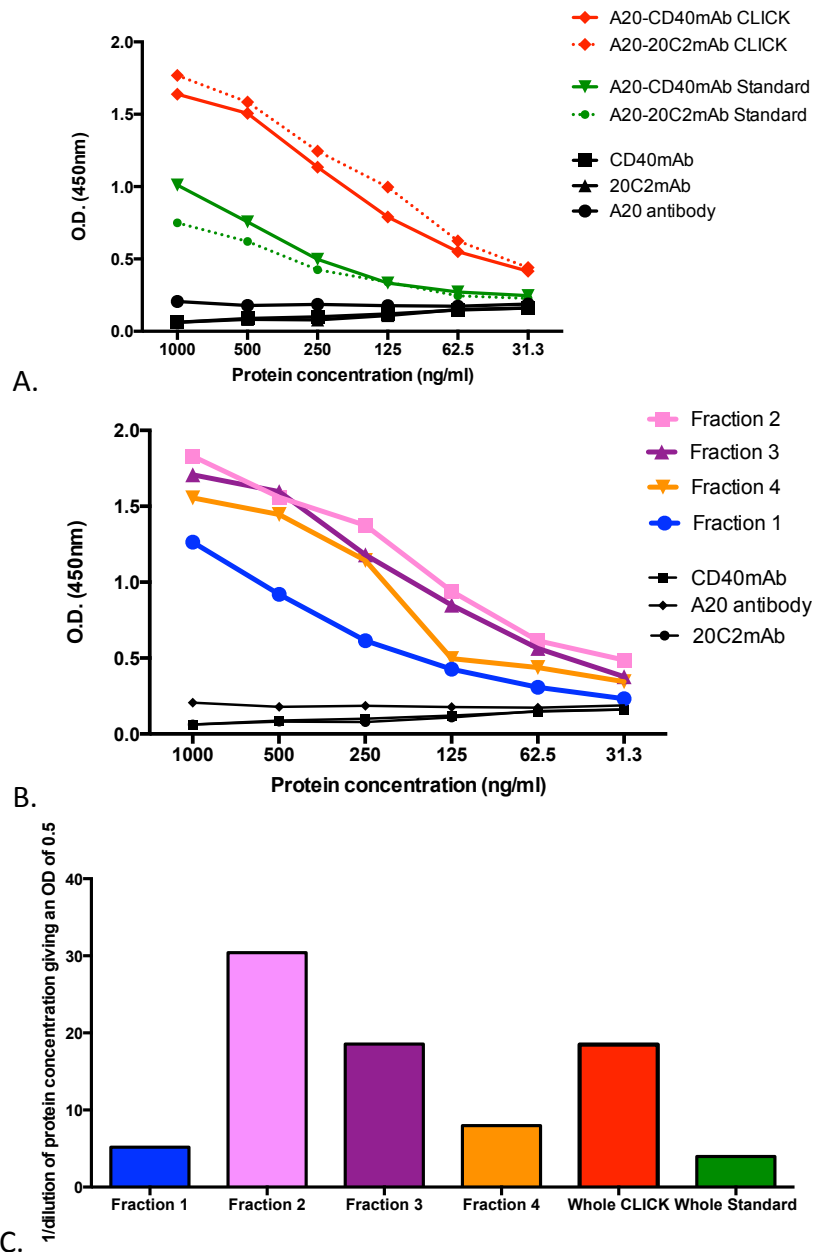 A20-CD40mAb CLICK
A20-20C2mAb CLICK
A20-CD40mAb Standard
A20-20C2mAb Standard
CD40mAb
20C2mAb
A20 antibody
2.0
1.5
1.0
0.5
0.0
O.D. (450nm)
1000 500 250 125 62.5 31.3
Protein concentration (ng/ml)
A.
Fraction 2
Fraction 3
Fraction 4
Fraction 1
CD40mAb
A20 antibody
20C2mAb
2.0
1.5
1.0
0.5
0.0
O.D. (450nm)
1000 500 250 125 62.5 31.3
Protein concentration (ng/ml)
B.
1/dilution of protein concentration giving an OD of 0.5
40
30
20
10
0
Fraction 1 Fraction 2 Fraction 3 Fraction 4 Whole CLICK Whole Standard
C.